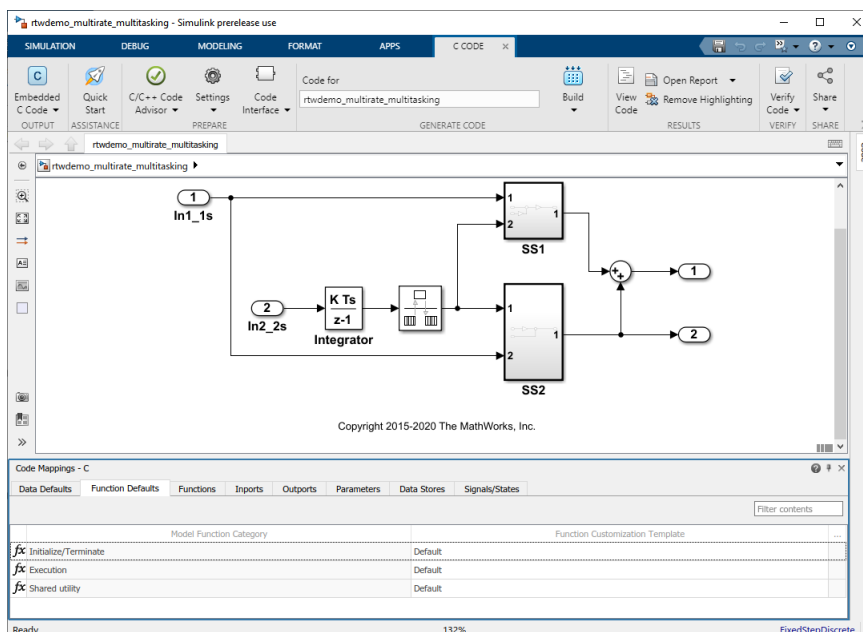 rtwdemo_multirate_multitasking - Simulink prerelease use
SIMULATION DEBUG MODELING FORMAT APPS C CODE
Embedded C Code
Quick Start
C/C++ Code Advisor
Settings
Code Interface
Code for
rtwdemo_multirate_multitasking
Build
View Code
Open Report
Remove Highlighting
Verify Code
Share
OUTPUT ASSISTANCE PREPARE GENERATE CODE RESULTS VERIFY SHARE
rtwdemo_multirate_multitasking
rtwdemo_multirate_multitasking
1
In1_1s
1
2
1
SS1
2
In2_2s
K Ts
z-1
Integrator
1
2
1
SS2
++
1
2
Copyright 2015-2020 The MathWorks, Inc.
Code Mappings - C
Data Defaults Function Defaults Functions Inports Outports Parameters Data Stores Signals/States
Filter contents
Model Function Category Function Customization Template ...
fx Initialize/Terminate Default
fx Execution Default
fx Shared utility Default
Ready 132% FixedStepDiscrete